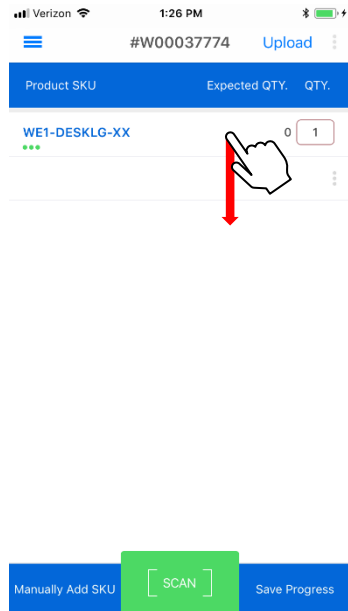 Verizon 1:26 PM
#W00037774 Upload
Product SKU Expected QTY. QTY.
WE1-DESKLG-XX 0 1
Manually Add SKU SCAN Save Progress